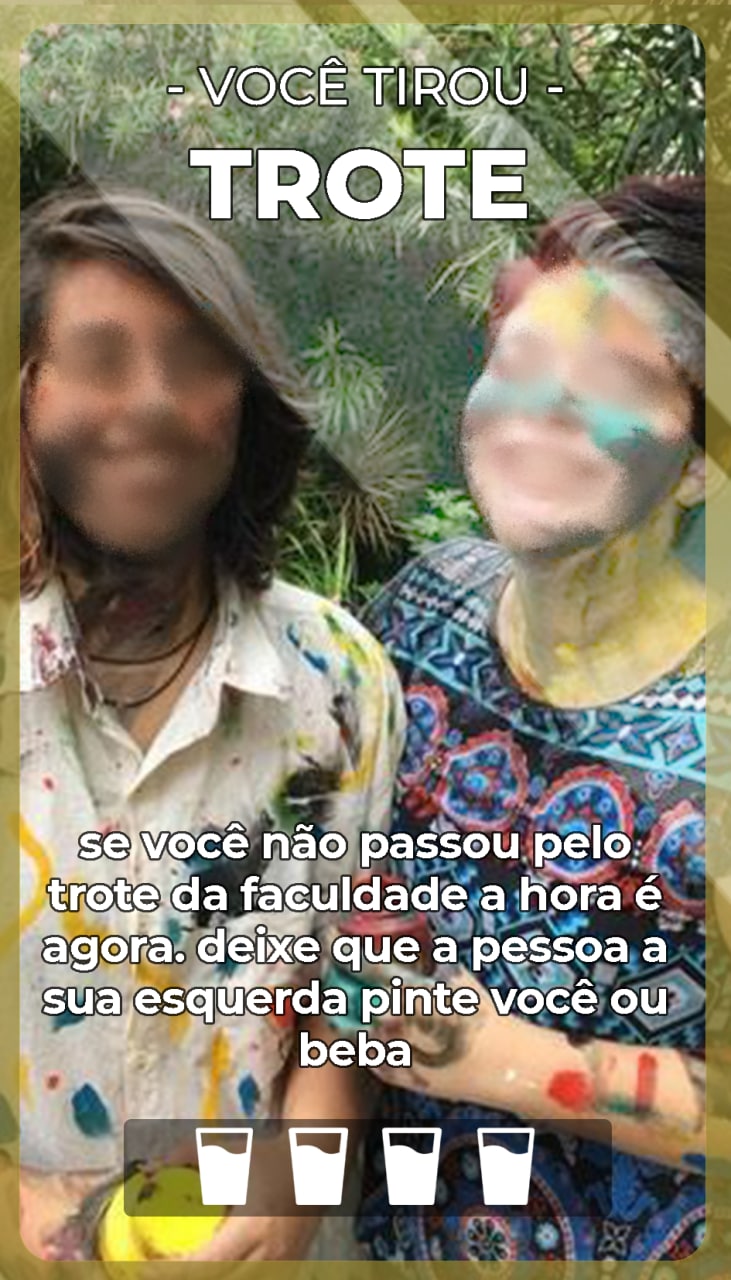 - VOCÊ TIROU -
TROTE
se você não passou pelo
trote da faculdade a hora é
agora. deixe que a pessoa a
sua esquerda pinte você ou
beba